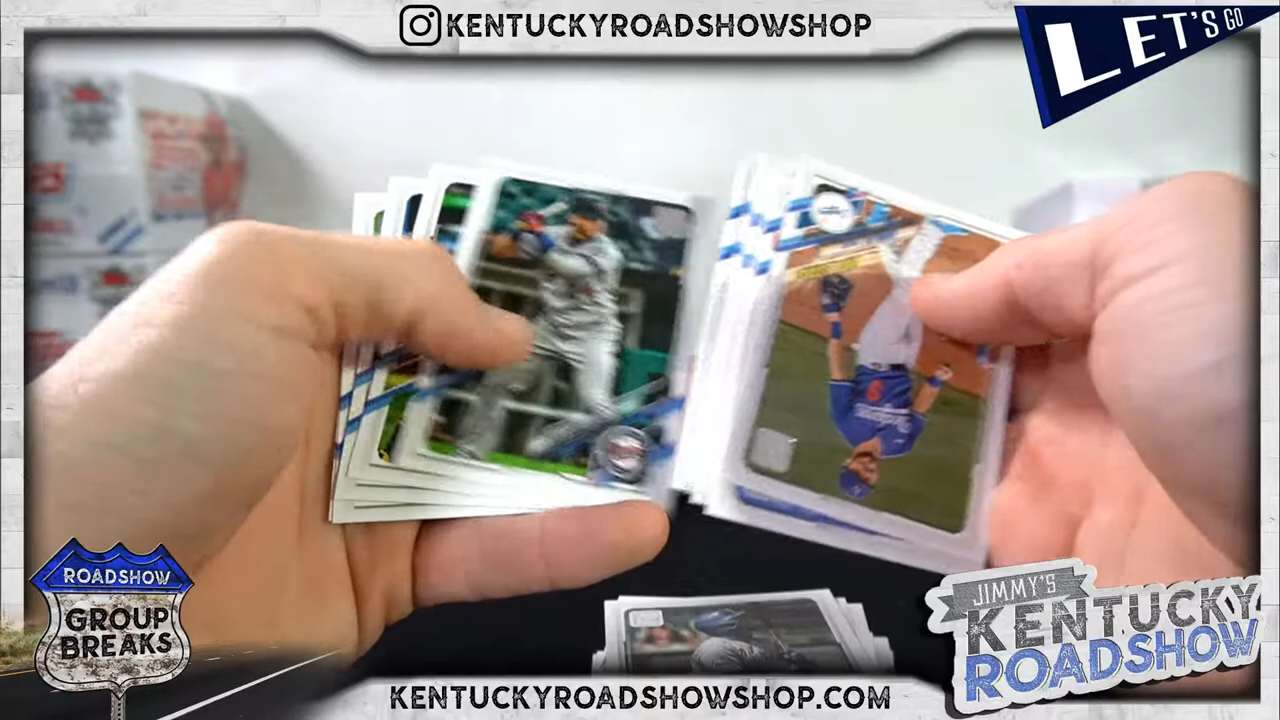 KENTUCKYROADSHOWSHOP
LET'S GO
ROADSHOW
GROUP
BREAKS
JIMMY'S
KENTUCKY
ROADSHOW
KENTUCKYROADSHOWSHOP.COM